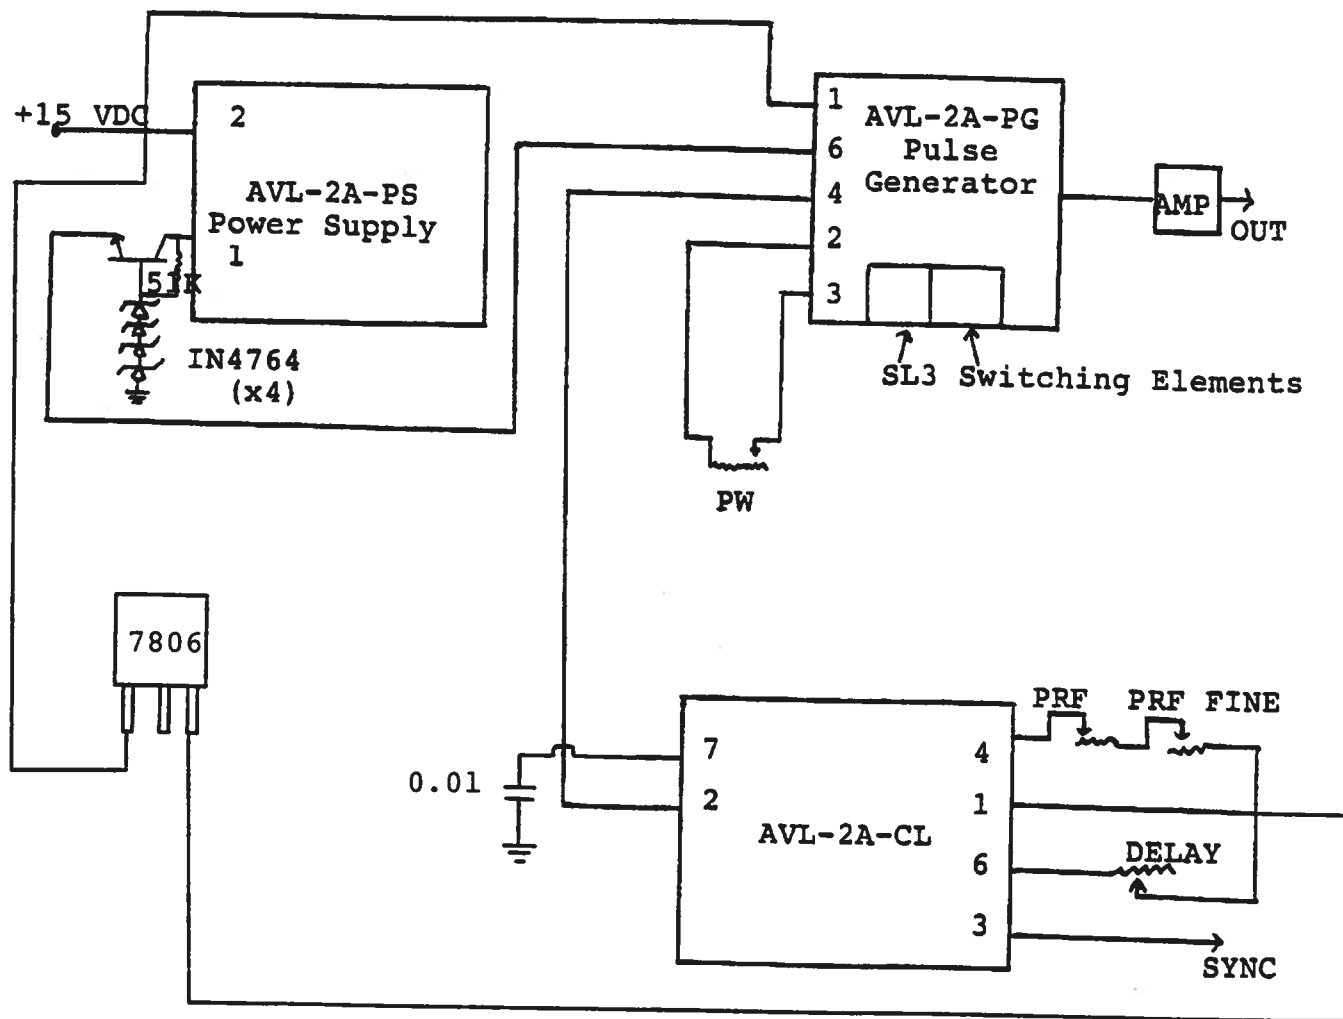 +15 VDC
2
AVL-2A-PS
Power Supply
1
51K
IN4764
(x4)
1
6
4
2
3
AVL-2A-PG
Pulse
Generator
AMP
OUT
SL3 Switching Elements
PW
7806
0.01
7
2
AVL-2A-CL
4
1
6
3
PRF
PRF FINE
DELAY
SYNC